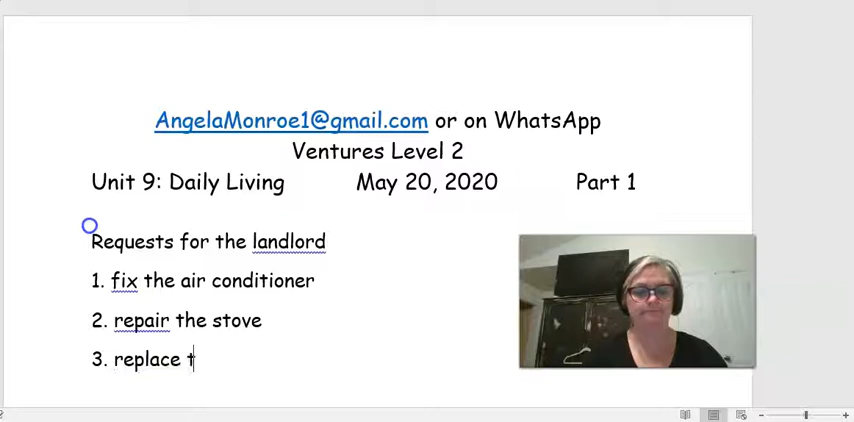 AngelaMonroe1@gmail.com or on WhatsApp
Ventures Level 2
Unit 9: Daily Living May 20, 2020 Part 1
Requests for the landlord
1. fix the air conditioner
2. repair the stove
3. replace t